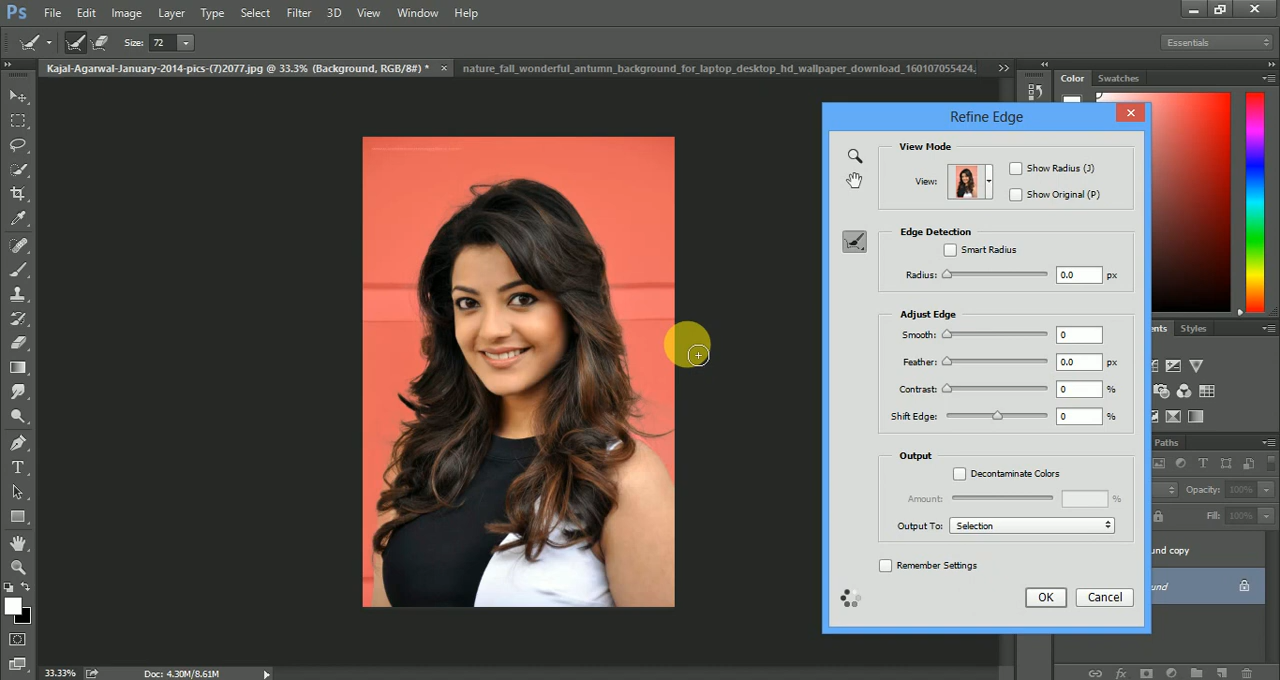 Ps File Edit Image Layer Type Select Filter 3D View Window Help
Size: 72 Essentials
Kajal-Agarwal-January-2014-pics-(7)2077.jpg @ 33.3% (Background, RGB/8#) * × nature_fall_wonderful_antumn_background_for_laptop_desktop_hd_wallpaper_download_160107055424.
Color Swatches
Refine Edge
View Mode
View:
Show Radius (J)
Show Original (P)
Edge Detection
Smart Radius
Radius: 0.0 px
Adjust Edge
Smooth: 0
Feather: 0.0 px
Contrast: 0 %
Shift Edge: 0 %
Output
Decontaminate Colors
Amount: %
Output To: Selection
Remember Settings
OK Cancel
ents Styles
Paths
Opacity: 100%
Fill: 100%
und copy
und
33.33% Doc: 4.30M/8.61M